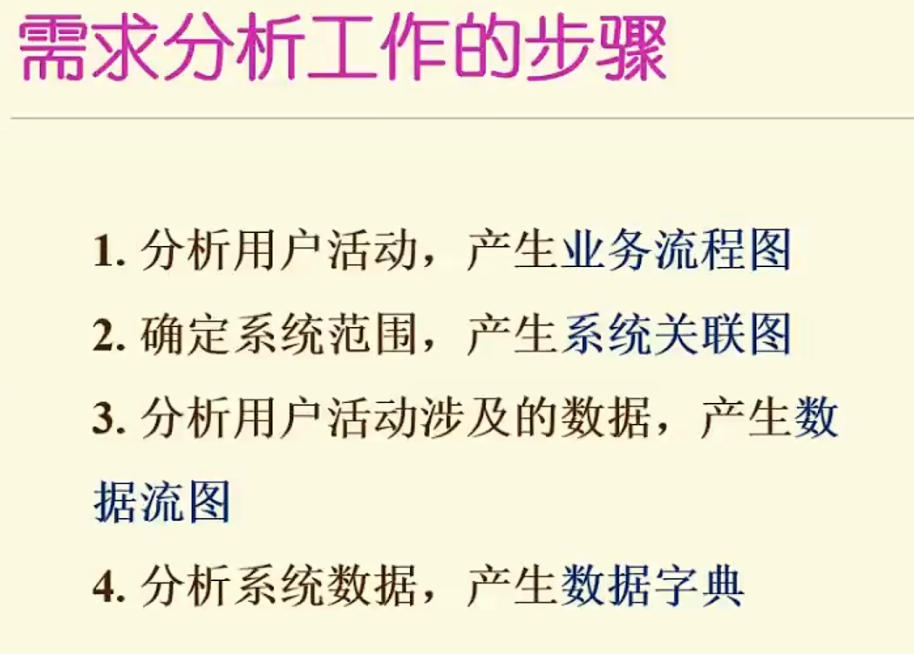 需求分析工作的步骤
1. 分析用户活动，产生业务流程图
2. 确定系统范围，产生系统关联图
3. 分析用户活动涉及的数据，产生数
据流图
4. 分析系统数据，产生数据字典